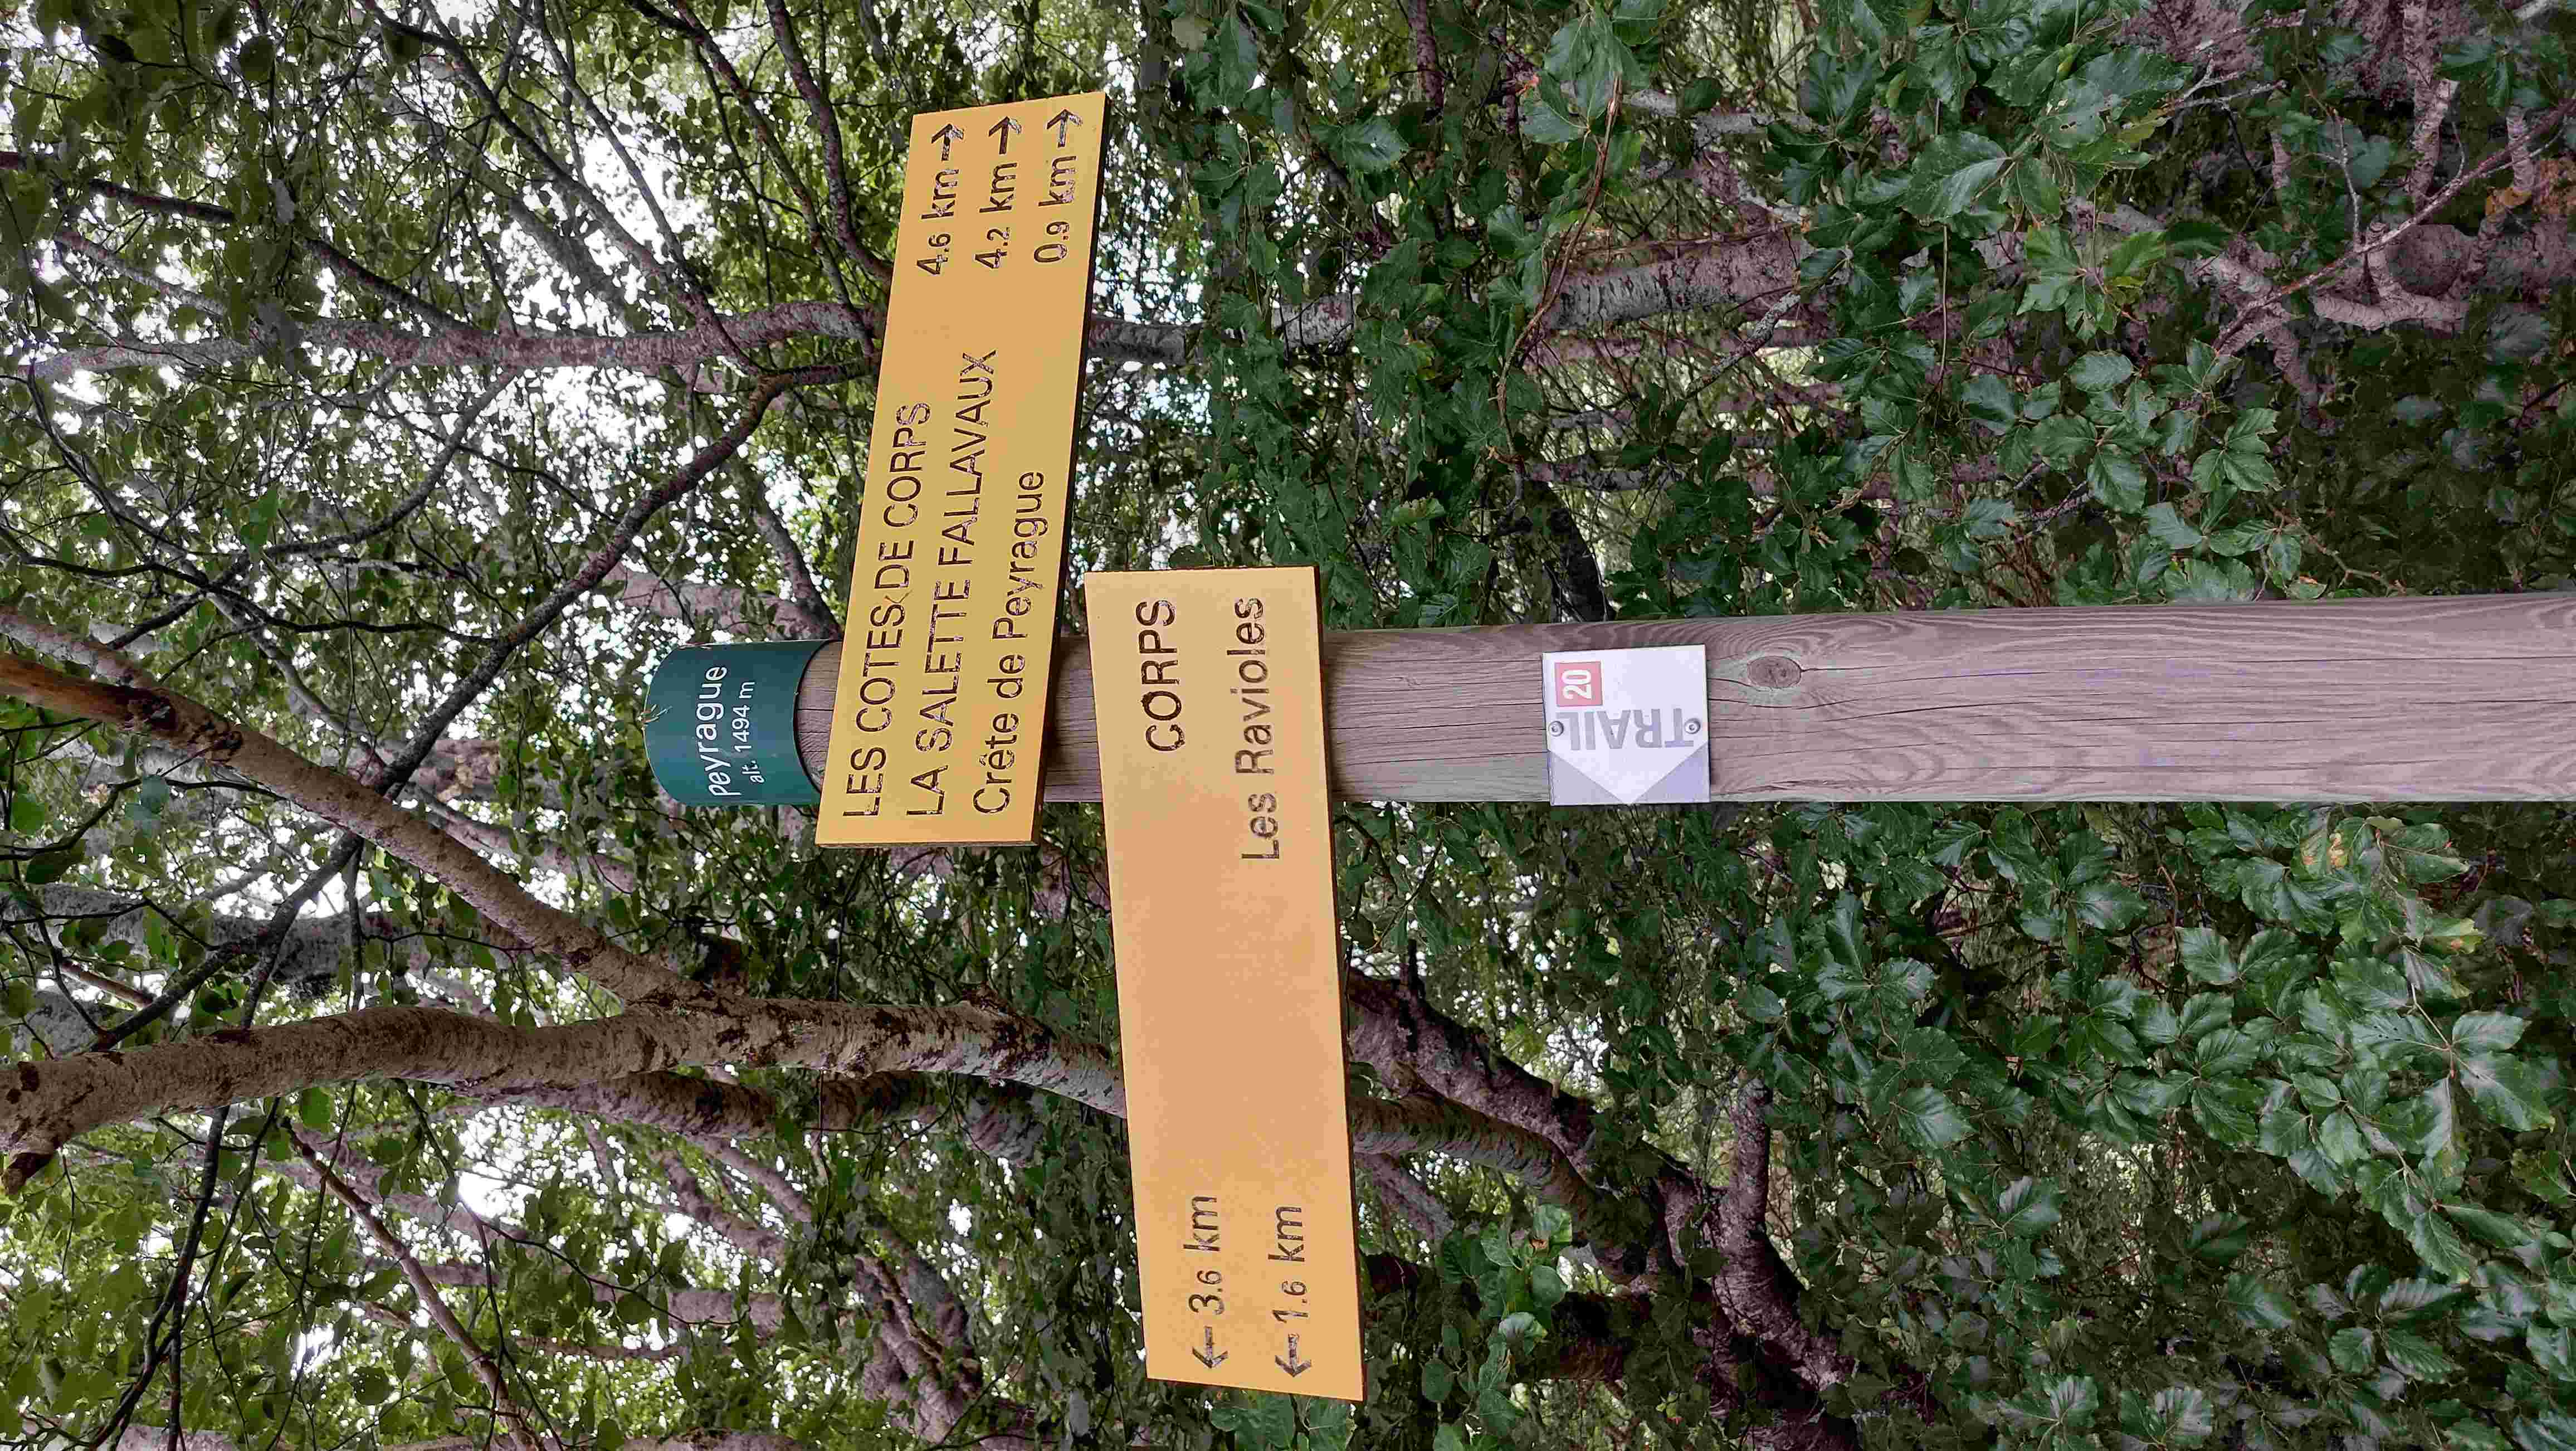 Peyrague
alt. 1494 m
LES COTES DE CORPS 4.6 km →
LA SALETTE FALLAVAUX 4.2 km →
Crête de Peyrague 0.9 km →
← 3.6 km CORPS
← 1.6 km Les Ravioles
TRAIL 20